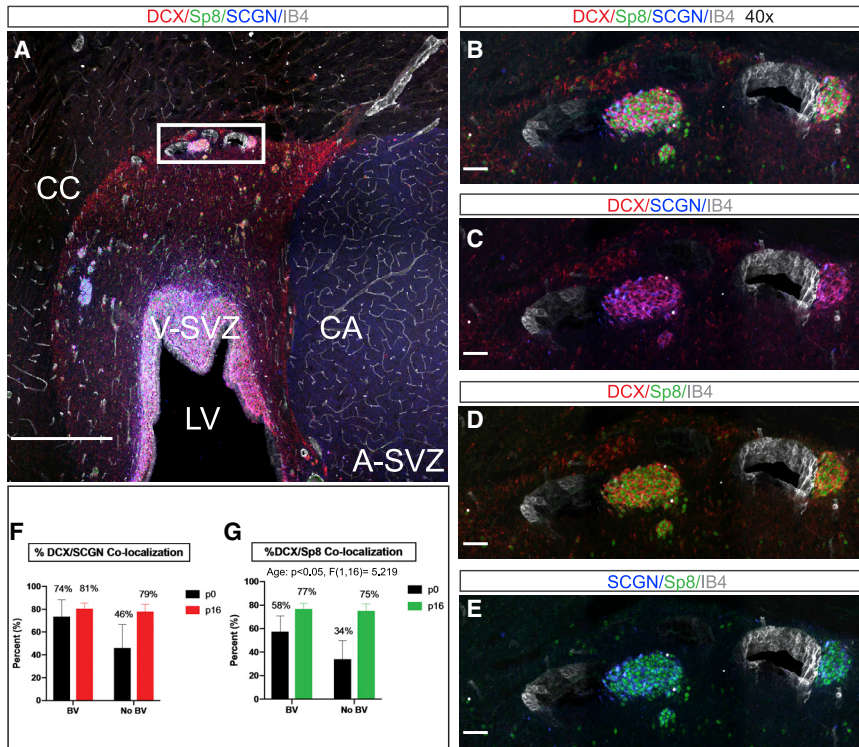 DCX/Sp8/SCGN/IB4
A
CC
V-SVZ
CA
LV
A-SVZ
DCX/Sp8/SCGN/IB4 40x
B
DCX/SCGN/IB4
C
DCX/Sp8/IB4
D
SCGN/Sp8/IB4
E
F
% DCX/SCGN Co-localization
Percent (%)
100
80
60
40
20
0
74%
81%
46%
79%
BV
No BV
p0
p16
G
%DCX/Sp8 Co-localization
Age: p<0.05, F(1,16)= 5.219
Percent (%)
100
80
60
40
20
0
58%
77%
34%
75%
BV
No BV
p0
p16